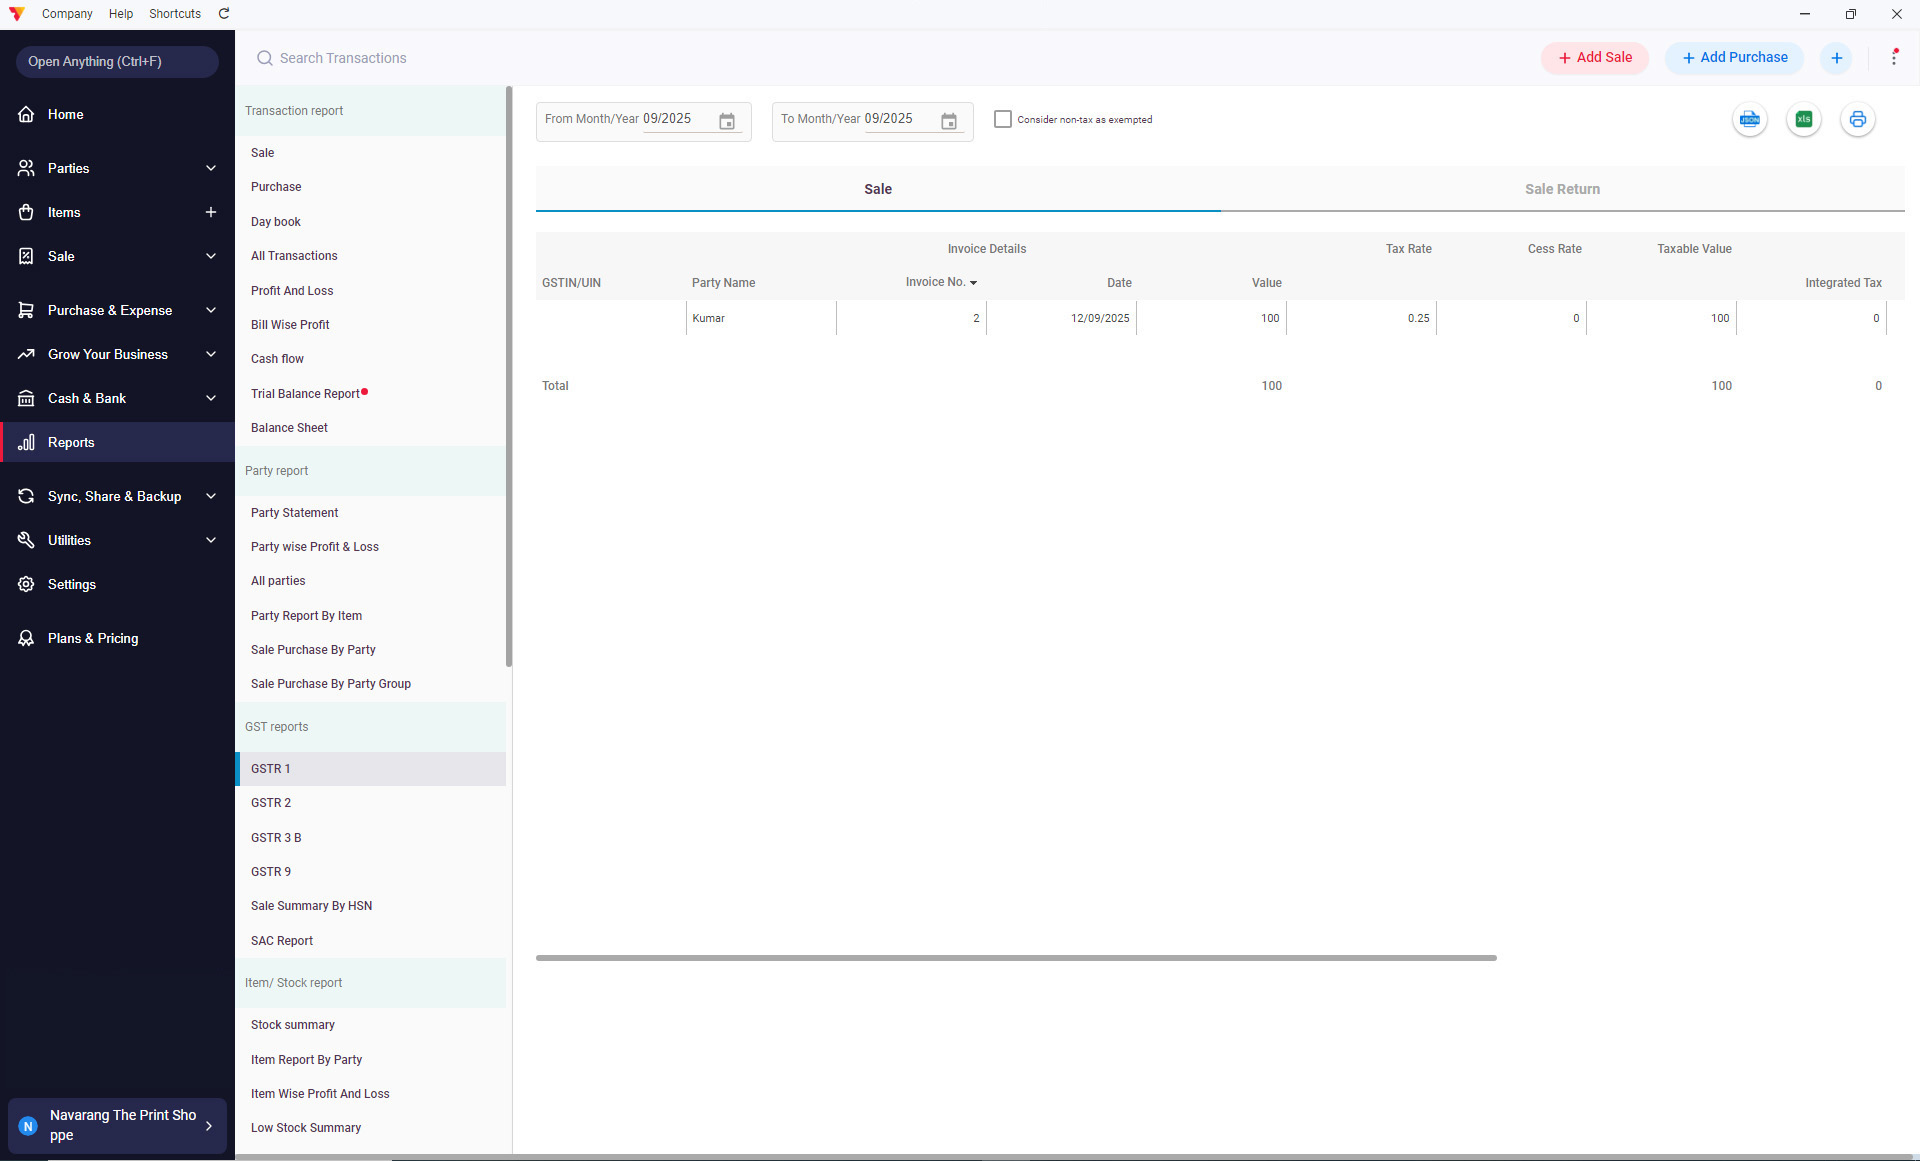 Company Help Shortcuts
Open Anything (Ctrl+F)
Home
Parties
Items
Sale
Purchase & Expense
Grow Your Business
Cash & Bank
Reports
Sync, Share & Backup
Utilities
Settings
Plans & Pricing
N
Navarang The Print Sho
ppe
Search Transactions
Add Sale
Add Purchase
Transaction report
Sale
Purchase
Day book
All Transactions
Profit And Loss
Bill Wise Profit
Cash flow
Trial Balance Report
Balance Sheet
Party report
Party Statement
Party wise Profit & Loss
All parties
Party Report By Item
Sale Purchase By Party
Sale Purchase By Party Group
GST reports
GSTR 1
GSTR 2
GSTR 3 B
GSTR 9
Sale Summary By HSN
SAC Report
Item/ Stock report
Stock summary
Item Report By Party
Item Wise Profit And Loss
Low Stock Summary
From Month/Year 09/2025 To Month/Year 09/2025 Consider non-tax as exempted JSON xls
Sale Sale Return
Invoice Details Tax Rate Cess Rate Taxable Value
GSTIN/UIN Party Name Invoice No. Date Value Integrated Tax
Kumar 2 12/09/2025 100 0.25 0 100 0
Total 100 100 0